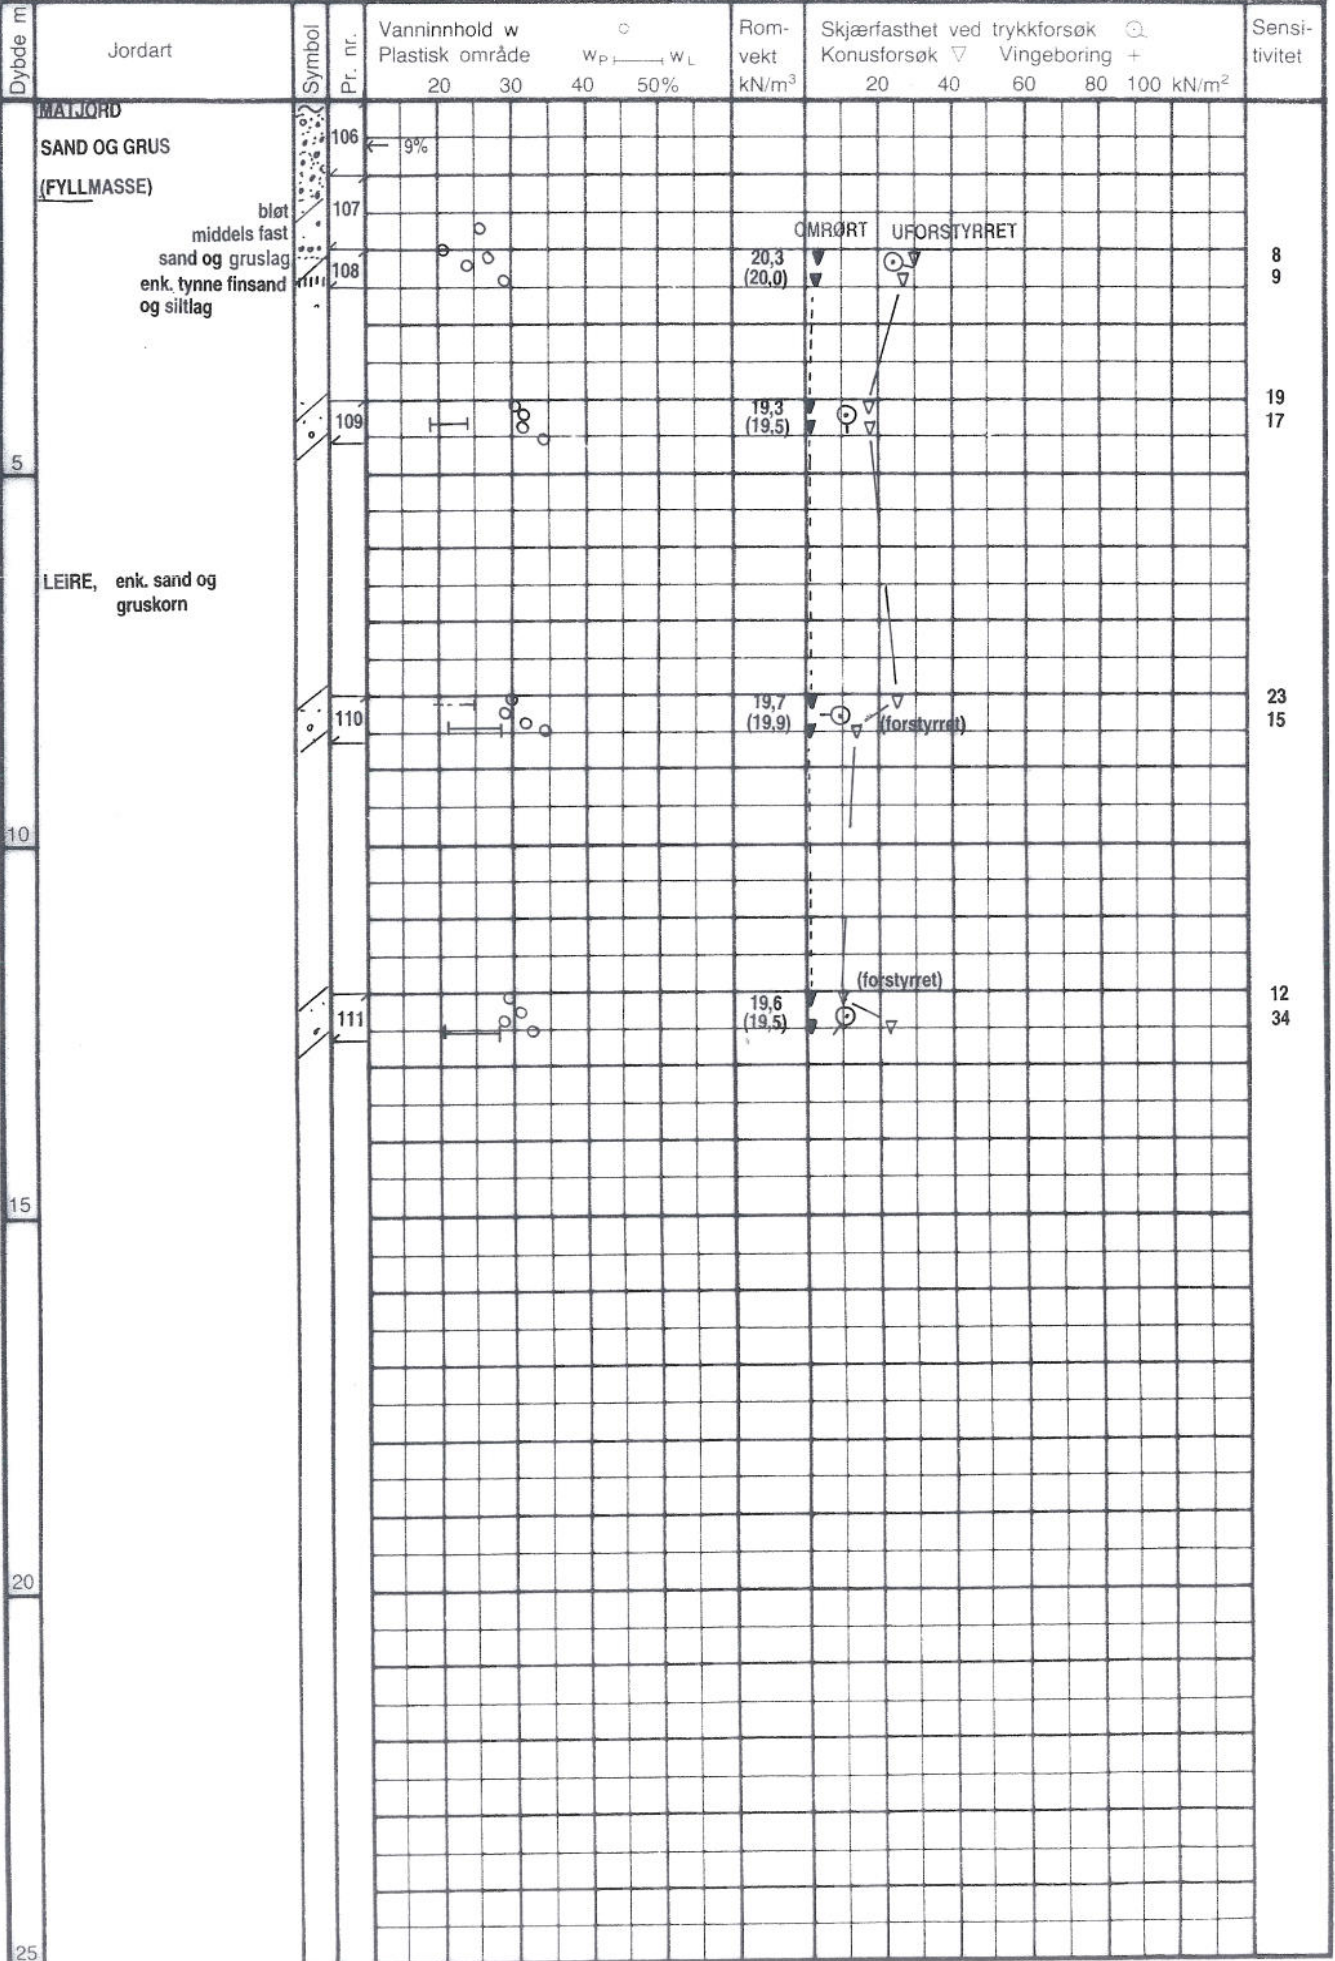 Dybde m
Jordart
Symbol
Pr. nr.
Vanninnhold w
Plastisk område wP wL
20 30 40 50%
Rom-
vekt
kN/m³
Skjærfasthet ved trykkforsøk
Konusforsøk ▽ Vingeboring +
20 40 60 80 100 kN/m²
Sensi-
tivitet
MATJORD
106
9%
SAND OG GRUS
(FYLLMASSE)
bløt
107
middels fast
OMRØRT UFORSTYRRET
sand og gruslag
20,3
8
108
enk. tynne finsand
(20,0)
9
og siltlag
19,3
19
109
(19,5)
17
5
LEIRE, enk. sand og
gruskorn
19,7
23
110
(19,9)
(forstyrret)
15
10
(forstyrret)
19,6
12
111
(19,5)
34
15
20
25